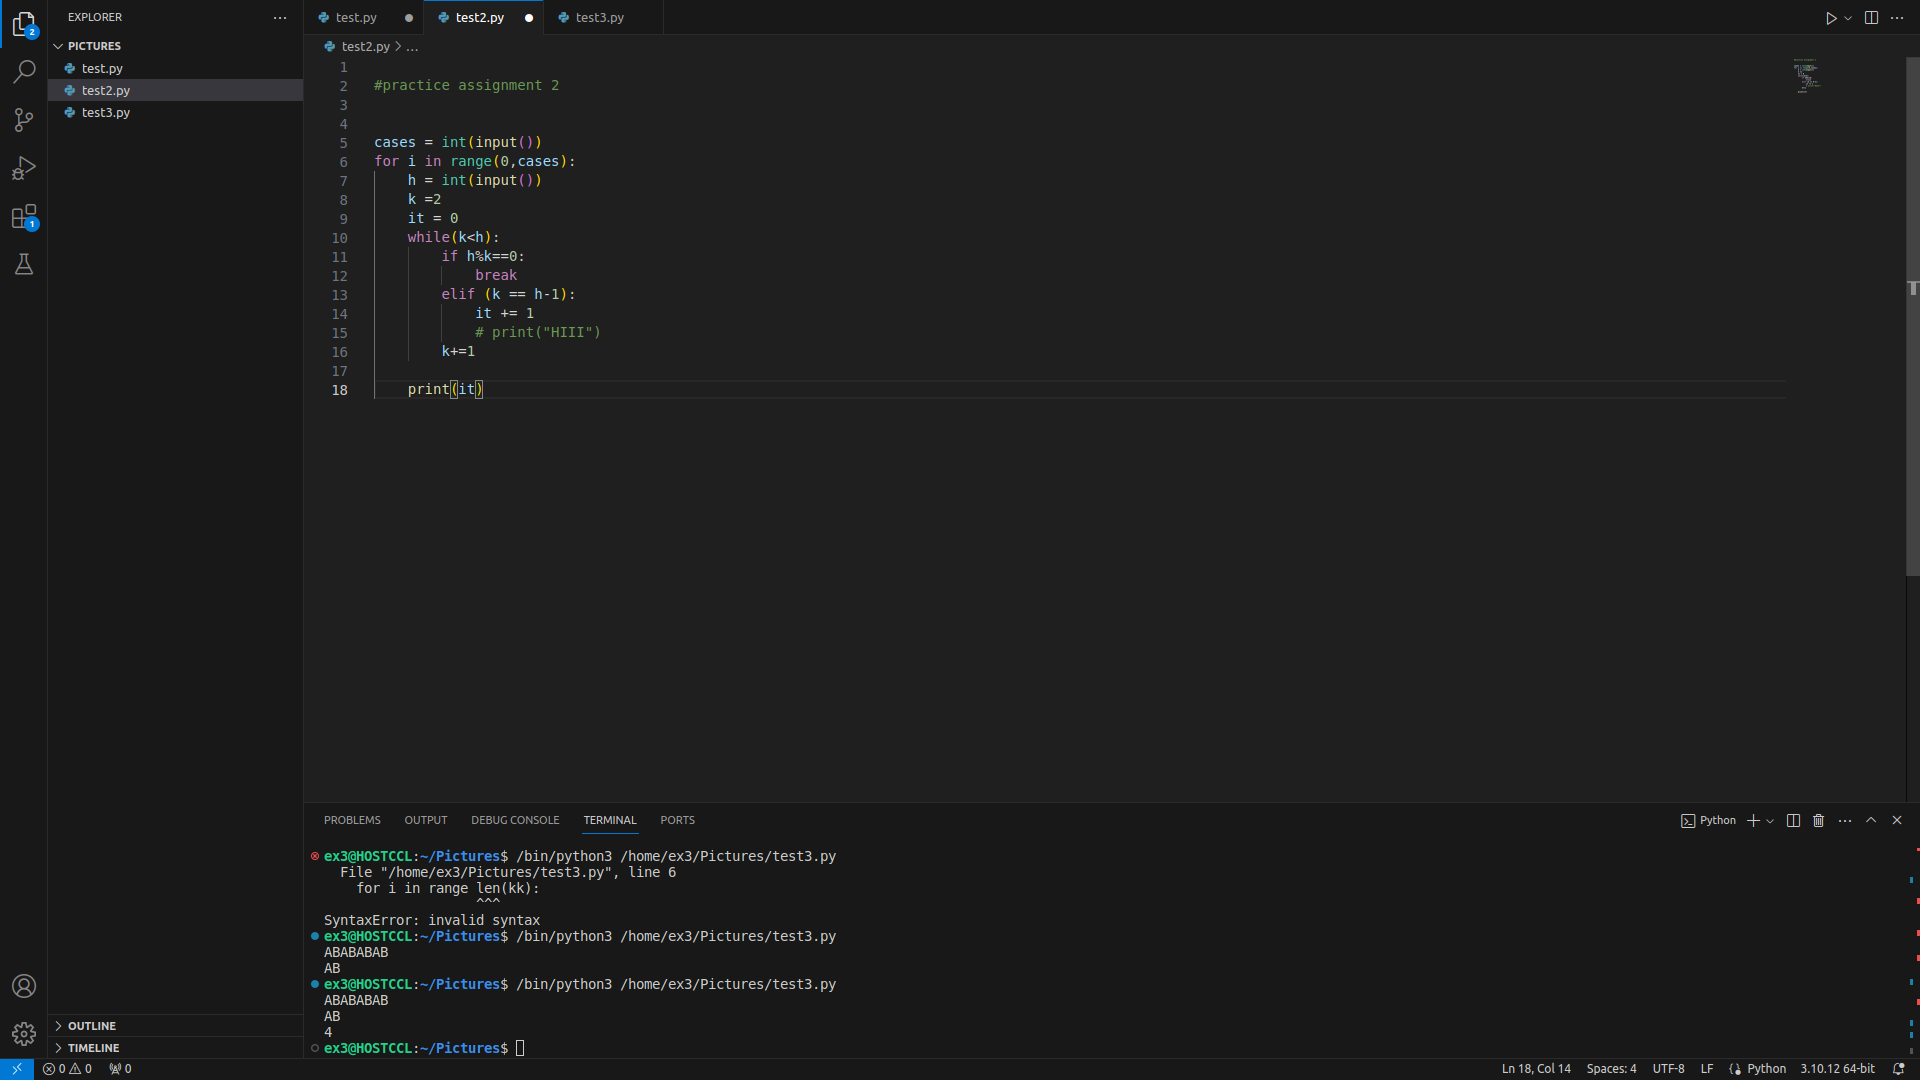 EXPLORER
PICTURES
test.py
test2.py
test3.py
OUTLINE
TIMELINE
2
1
test.py
test2.py
test3.py
test2.py > ...
1
2 #practice assignment 2
3
4
5 cases = int(input())
6 for i in range(0,cases):
7     h = int(input())
8     k =2
9     it = 0
10     while(k<h):
11         if h%k==0:
12             break
13         elif (k == h-1):
14             it += 1
15             # print("HIII")
16         k+=1
17
18     print(it)
PROBLEMS OUTPUT DEBUG CONSOLE TERMINAL PORTS
Python
ex3@HOSTCCL:~/Pictures$ /bin/python3 /home/ex3/Pictures/test3.py
  File "/home/ex3/Pictures/test3.py", line 6
    for i in range len(kk):
                   ^^^
SyntaxError: invalid syntax
ex3@HOSTCCL:~/Pictures$ /bin/python3 /home/ex3/Pictures/test3.py
ABABABAB
AB
ex3@HOSTCCL:~/Pictures$ /bin/python3 /home/ex3/Pictures/test3.py
ABABABAB
AB
4
ex3@HOSTCCL:~/Pictures$
0 0 0
Ln 18, Col 14 Spaces: 4 UTF-8 LF Python 3.10.12 64-bit